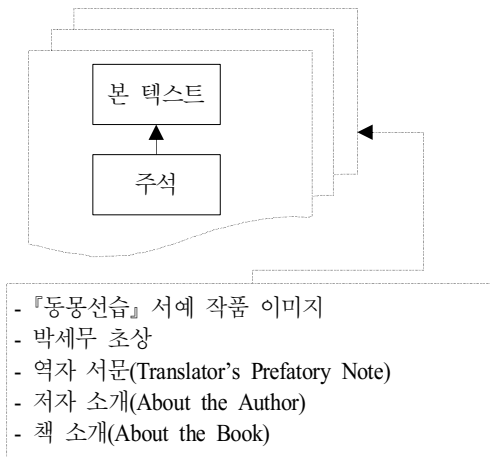 본 텍스트
주석
- 『동몽선습』 서예 작품 이미지
- 박세무 초상
- 역자 서문(Translator's Prefatory Note)
- 저자 소개(About the Author)
- 책 소개(About the Book)